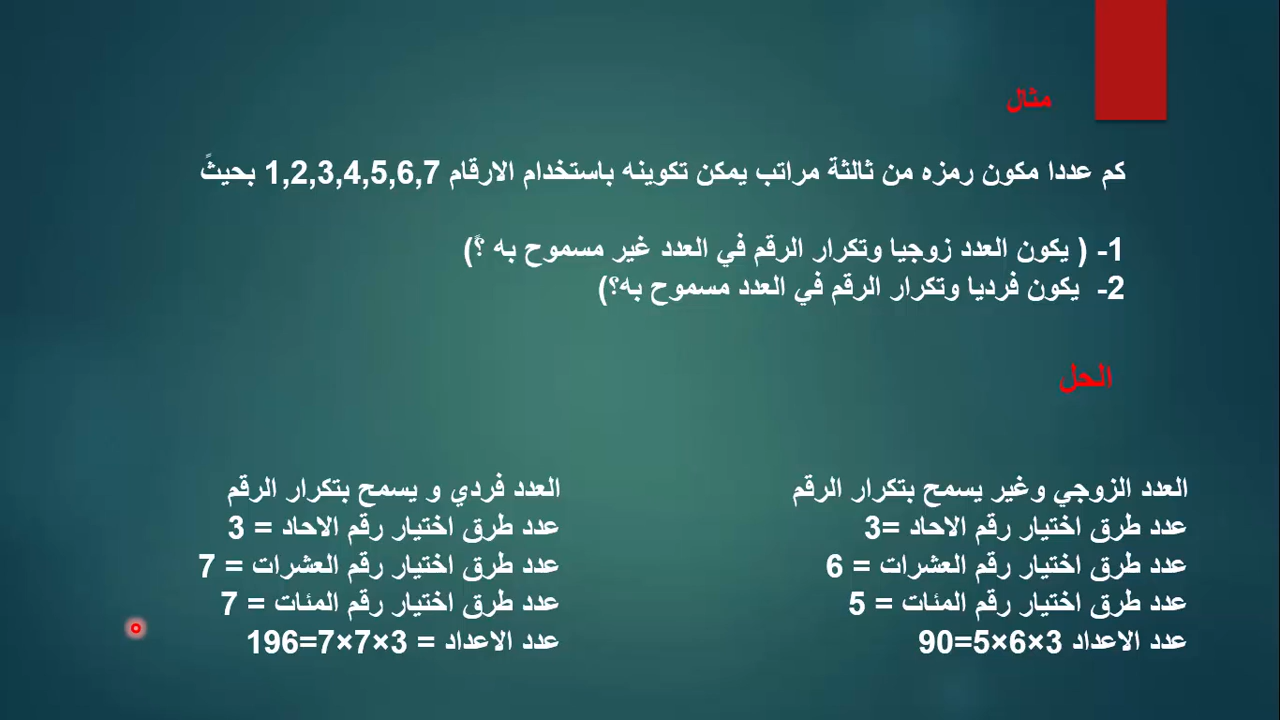 مثال
كم عددا مكون رمزه من ثالثة مراتب يمكن تكوينه باستخدام الارقام 1,2,3,4,5,6,7 بحيثً
1- ( يكون العدد زوجيا وتكرار الرقم في العدد غير مسموح به ؟ً)
2- يكون فرديا وتكرار الرقم في العدد مسموح به؟)
الحل
العدد الزوجي وغير يسمح بتكرار الرقم
عدد طرق اختيار رقم الاحاد =3
عدد طرق اختيار رقم العشرات = 6
عدد طرق اختيار رقم المئات = 5
عدد الاعداد 3×6×5=90
العدد فردي و يسمح بتكرار الرقم
عدد طرق اختيار رقم الاحاد = 3
عدد طرق اختيار رقم العشرات = 7
عدد طرق اختيار رقم المئات = 7
عدد الاعداد = 3×7×7=196